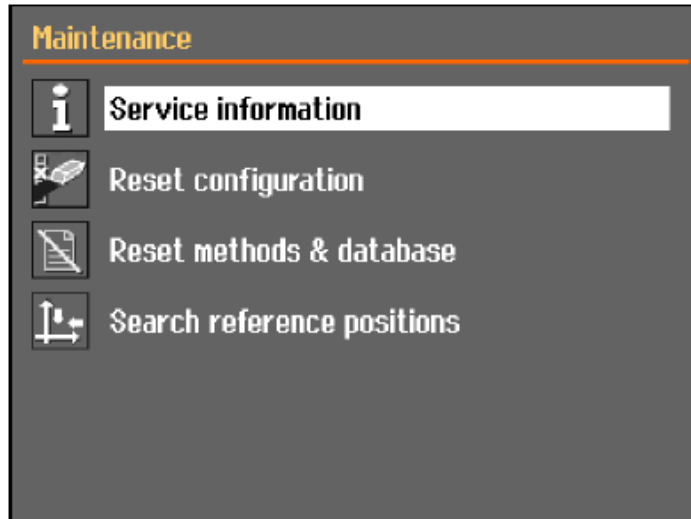 Maintenance
Service information
Reset configuration
Reset methods & database
Search reference positions